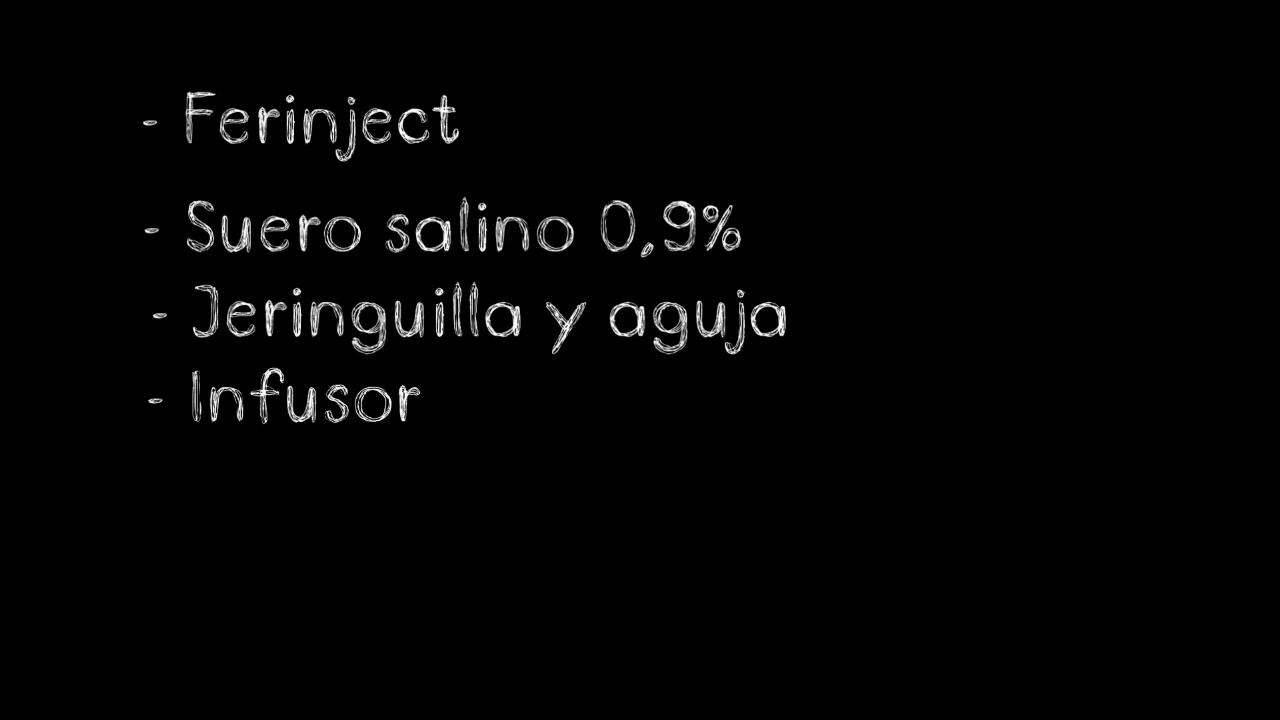 - Ferinject
- Suero salino 0,9%
- Jeringuilla y aguja
- Infusor